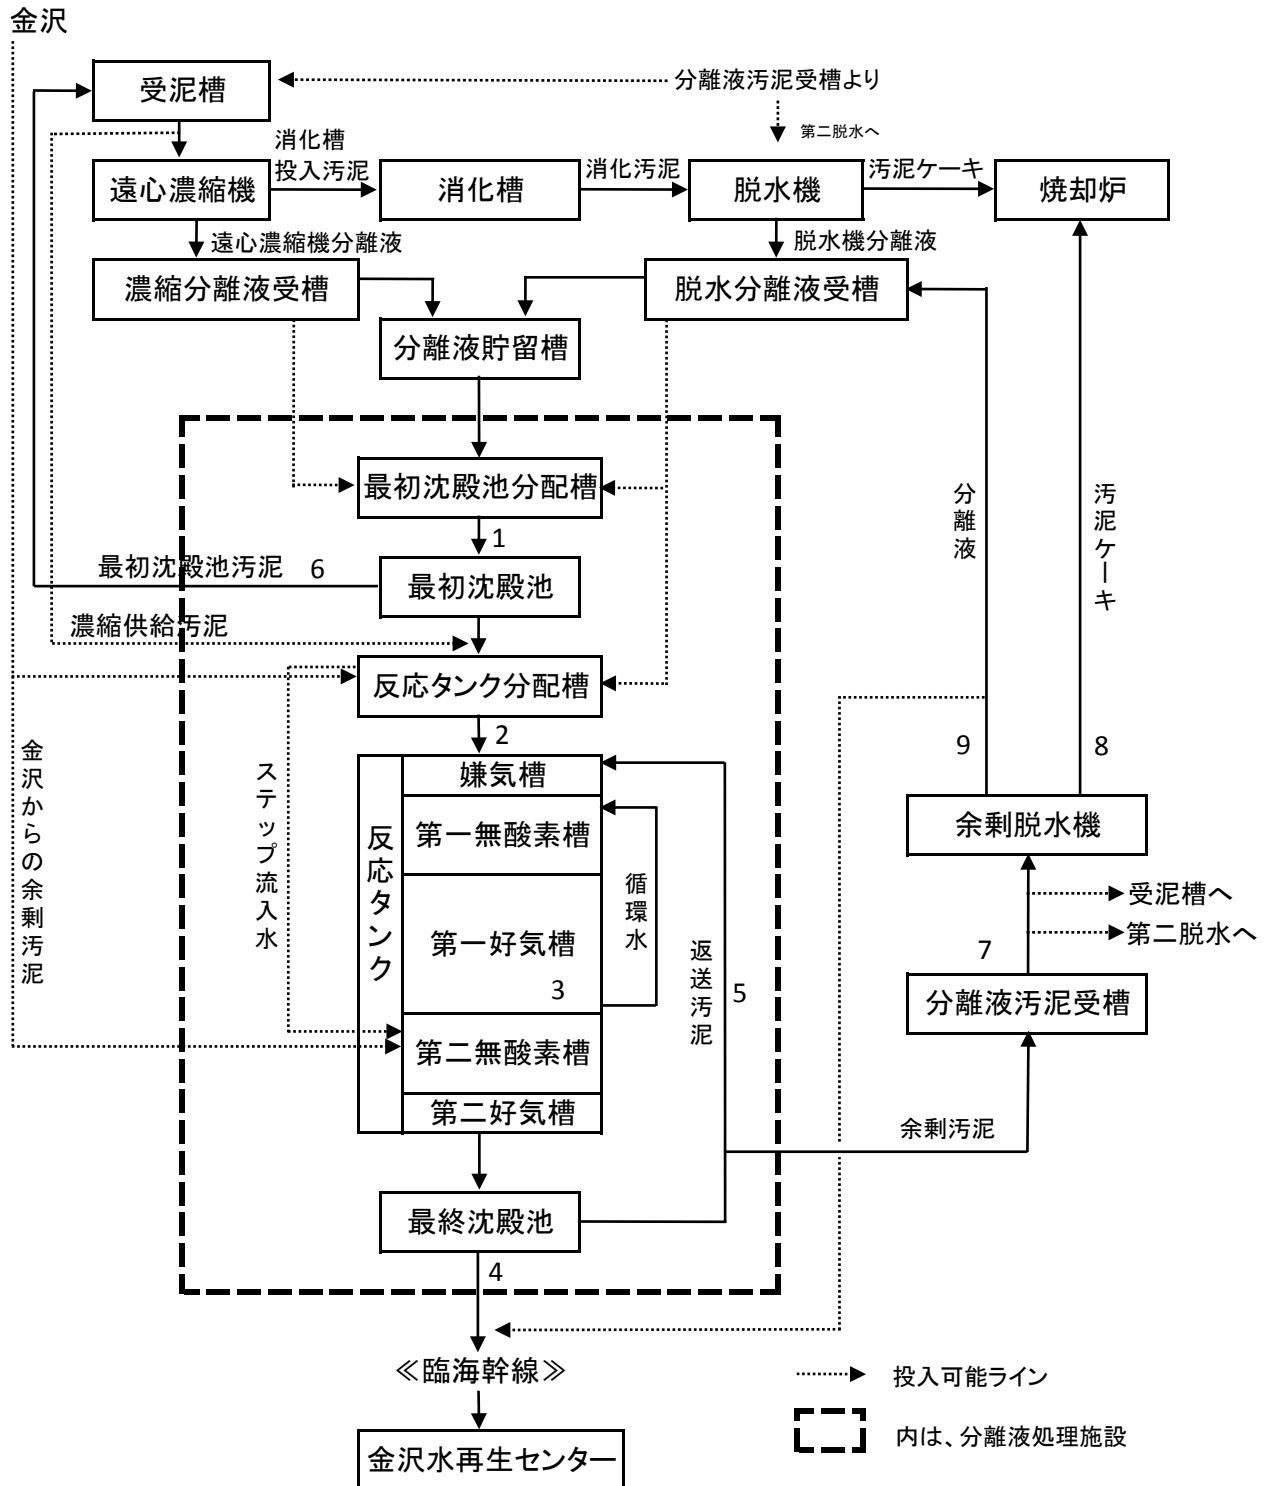 金沢
受泥槽
分離液汚泥受槽より
第二脱水へ
消化槽
投入汚泥
消化汚泥
汚泥ケーキ
遠心濃縮機
消化槽
脱水機
焼却炉
遠心濃縮機分離液
脱水機分離液
濃縮分離液受槽
脱水分離液受槽
分離液貯留槽
最初沈殿池分配槽
分離液
汚泥ケーキ
1
最初沈殿池汚泥 6
最初沈殿池
濃縮供給汚泥
反応タンク分配槽
2
9
8
金沢からの余剰汚泥
ステップ流入水
反応タンク
嫌気槽
第一無酸素槽
循環水
余剰脱水機
受泥槽へ
第二脱水へ
第一好気槽
3
返送汚泥
5
7
分離液汚泥受槽
第二無酸素槽
第二好気槽
余剰汚泥
最終沈殿池
4
≪臨海幹線≫
投入可能ライン
内は、分離液処理施設
金沢水再生センター